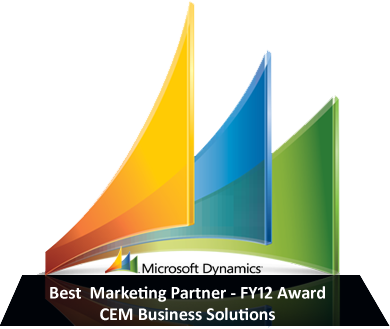 Microsoft Dynamics
Best Marketing Partner - FY12 Award
CEM Business Solutions